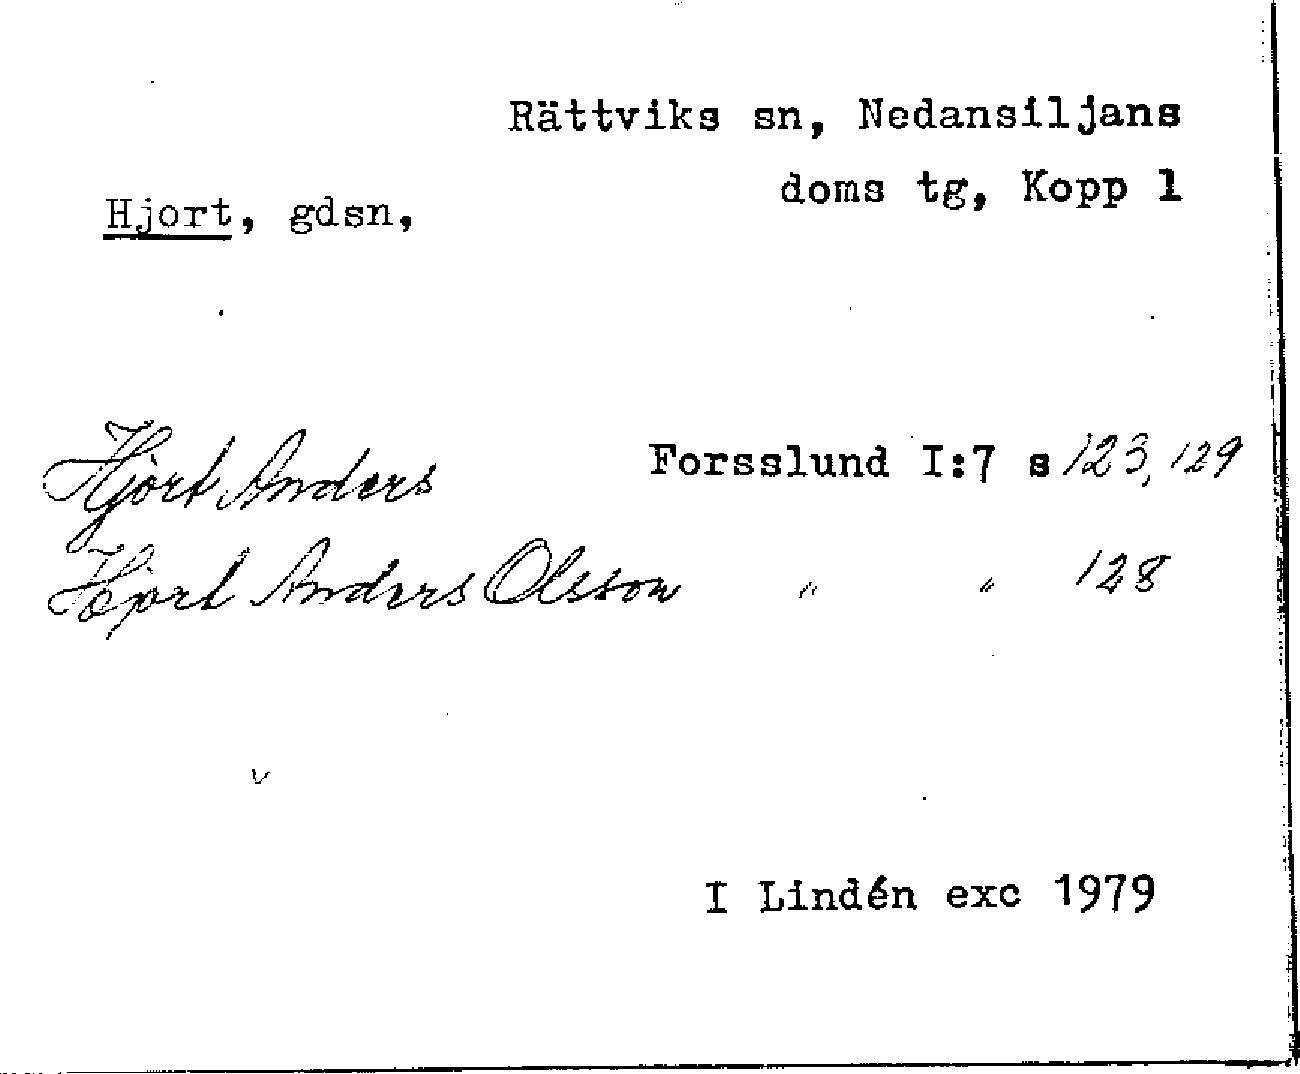 Rättviks sn, Nedansiljans
doms tg, Kopp l
Hjort, gdsn,
Hjort Anders Forsslund I:7 s 123, 129
Hjort Anders Olsson " " 128
v
I Lindén exc 1979